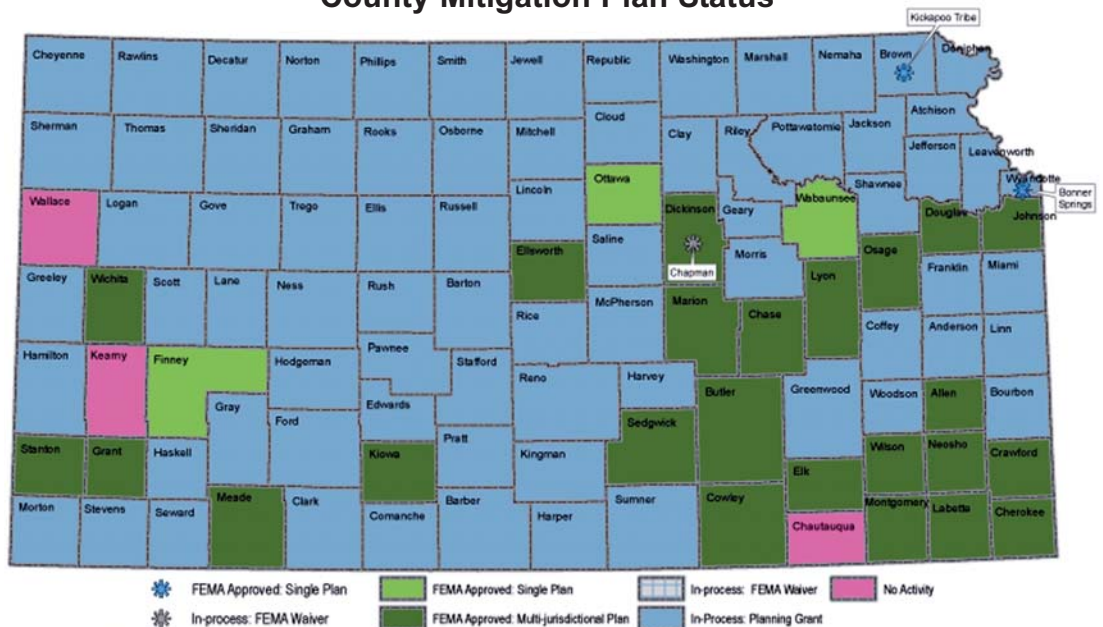 County Mitigation Plan Status
Kickapoo Tribe
Cheyenne Rawlins Decatur Norton Phillips Smith Jewell Republic Washington Marshall Nemaha Brown Doniphan
Atchison
Sherman Thomas Sheridan Graham Rooks Osborne Mitchell Cloud Clay Riley Pottawatomie Jackson
Jefferson Leavenworth
Wyandotte
Bonner
Springs
Wallace Logan Gove Trego Ellis Russell Lincoln Ottawa Dickinson Geary Wabaunsee Shawnee Douglas Johnson
Ellsworth Saline Chapman Morris Osage
Greeley Wichita Scott Lane Ness Rush Barton Rice McPherson Marion Chase Lyon Franklin Miami
Coffey Anderson Linn
Hamilton Kearny Finney Hodgeman Pawnee Stafford Reno Harvey Butler Greenwood Woodson Allen Bourbon
Gray Ford Edwards
Stanton Grant Haskell Kiowa Pratt Kingman Sedgwick Elk Wilson Neosho Crawford
Morton Stevens Seward Meade Clark Comanche Barber Harper Sumner Cowley Chautauqua Montgomery Labette Cherokee
FEMA Approved: Single Plan FEMA Approved: Single Plan In-process: FEMA Waiver No Activity
In-process: FEMA Waiver FEMA Approved: Multi-jurisdictional Plan In-Process: Planning Grant